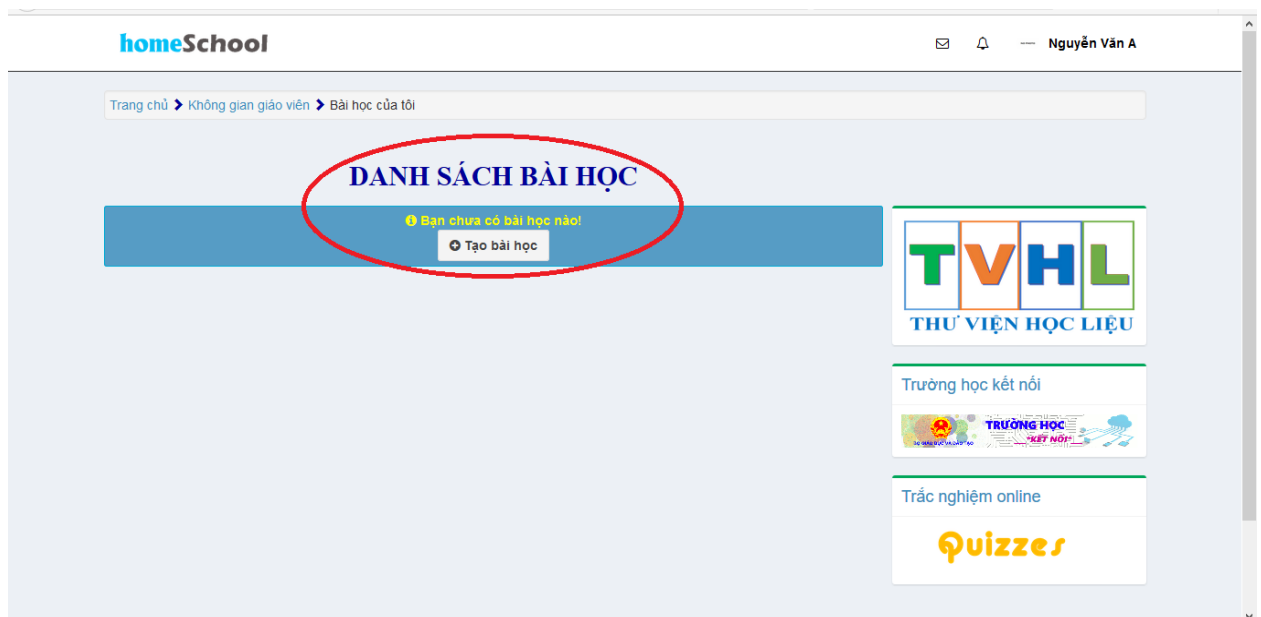 homeSchool
Nguyễn Văn A
Trang chủ Không gian giáo viên Bài học của tôi
DANH SÁCH BÀI HỌC
Bạn chưa có bài học nào!
Tạo bài học
TVHL
THƯ VIỆN HỌC LIỆU
Trường học kết nối
TRƯỜNG HỌC
"KẾT NỐI"
Trắc nghiệm online
Quizzes